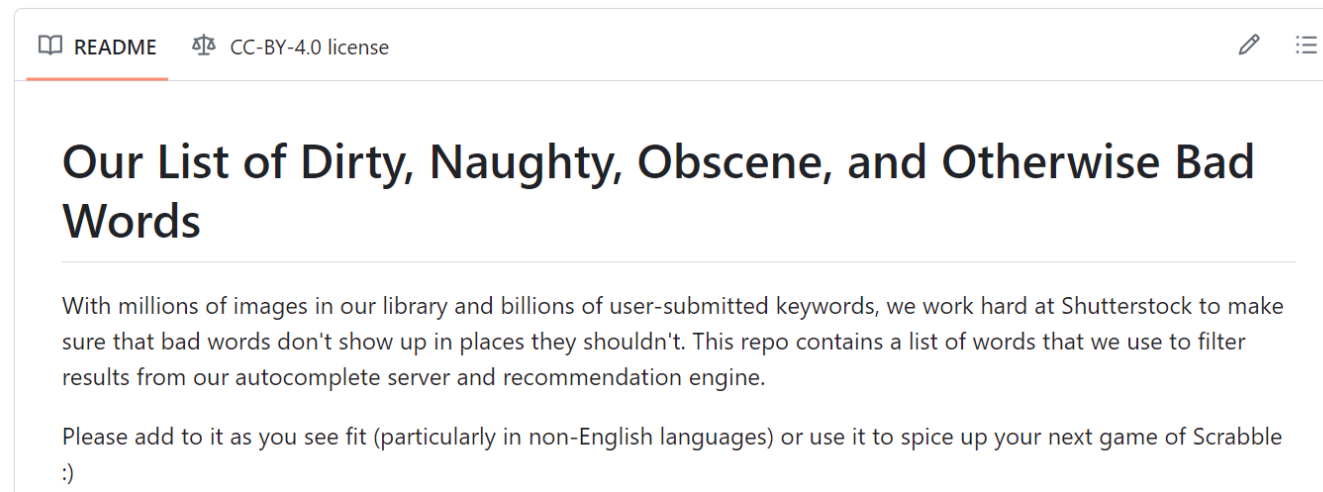 README CC-BY-4.0 license
Our List of Dirty, Naughty, Obscene, and Otherwise Bad
Words
With millions of images in our library and billions of user-submitted keywords, we work hard at Shutterstock to make
sure that bad words don't show up in places they shouldn't. This repo contains a list of words that we use to filter
results from our autocomplete server and recommendation engine.
Please add to it as you see fit (particularly in non-English languages) or use it to spice up your next game of Scrabble
:)